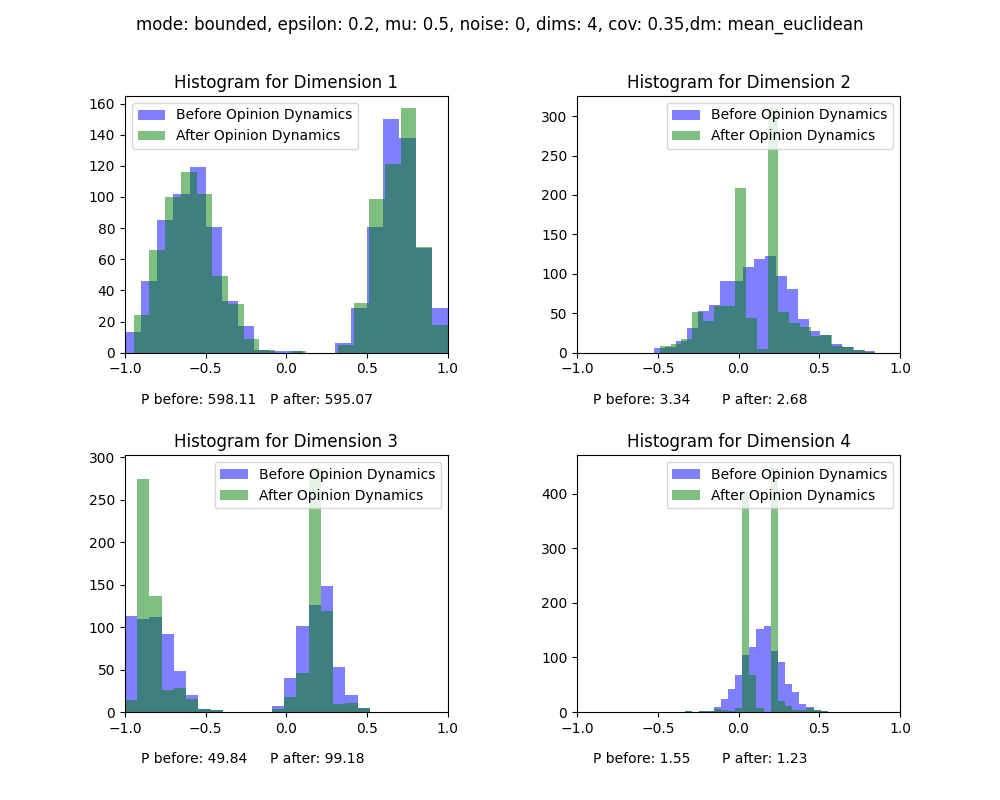 mode: bounded, epsilon: 0.2, mu: 0.5, noise: 0, dims: 4, cov: 0.35,dm: mean_euclidean
Histogram for Dimension 1
Before Opinion Dynamics
After Opinion Dynamics
160
140
120
100
80
60
40
20
0
−1.0 −0.5 0.0 0.5 1.0
P before: 598.11 P after: 595.07
Histogram for Dimension 2
Before Opinion Dynamics
After Opinion Dynamics
300
250
200
150
100
50
0
−1.0 −0.5 0.0 0.5 1.0
P before: 3.34 P after: 2.68
Histogram for Dimension 3
Before Opinion Dynamics
After Opinion Dynamics
300
250
200
150
100
50
0
−1.0 −0.5 0.0 0.5 1.0
P before: 49.84 P after: 99.18
Histogram for Dimension 4
Before Opinion Dynamics
After Opinion Dynamics
400
300
200
100
0
−1.0 −0.5 0.0 0.5 1.0
P before: 1.55 P after: 1.23